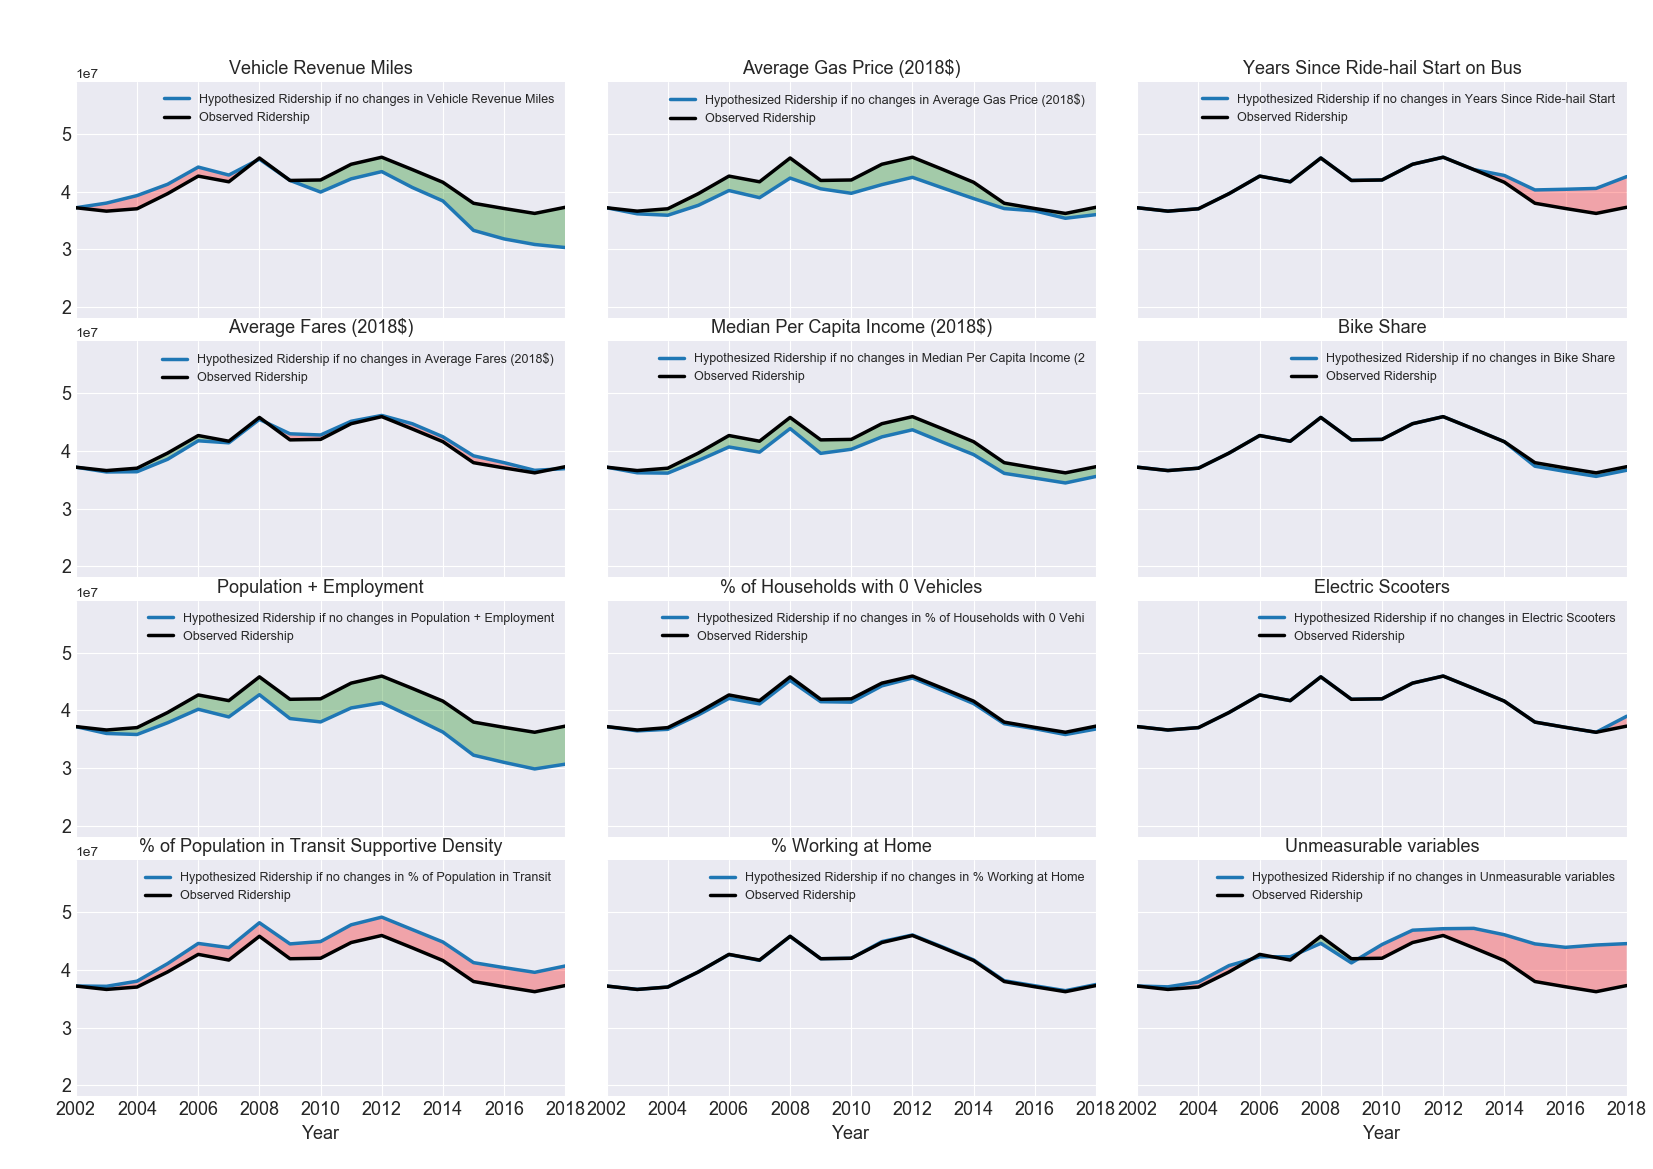 Vehicle Revenue Miles
1e7
Hypothesized Ridership if no changes in Vehicle Revenue Miles
Observed Ridership
5
4
3
2
Average Gas Price (2018$)
Hypothesized Ridership if no changes in Average Gas Price (2018$)
Observed Ridership
Years Since Ride-hail Start on Bus
Hypothesized Ridership if no changes in Years Since Ride-hail Start
Observed Ridership
Average Fares (2018$)
1e7
Hypothesized Ridership if no changes in Average Fares (2018$)
Observed Ridership
5
4
3
2
Median Per Capita Income (2018$)
Hypothesized Ridership if no changes in Median Per Capita Income (2
Observed Ridership
Bike Share
Hypothesized Ridership if no changes in Bike Share
Observed Ridership
Population + Employment
1e7
Hypothesized Ridership if no changes in Population + Employment
Observed Ridership
5
4
3
2
% of Households with 0 Vehicles
Hypothesized Ridership if no changes in % of Households with 0 Vehi
Observed Ridership
Electric Scooters
Hypothesized Ridership if no changes in Electric Scooters
Observed Ridership
% of Population in Transit Supportive Density
1e7
Hypothesized Ridership if no changes in % of Population in Transit
Observed Ridership
5
4
3
2
2002 2004 2006 2008 2010 2012 2014 2016 2018
Year
% Working at Home
Hypothesized Ridership if no changes in % Working at Home
Observed Ridership
2002 2004 2006 2008 2010 2012 2014 2016 2018
Year
Unmeasurable variables
Hypothesized Ridership if no changes in Unmeasurable variables
Observed Ridership
2002 2004 2006 2008 2010 2012 2014 2016 2018
Year